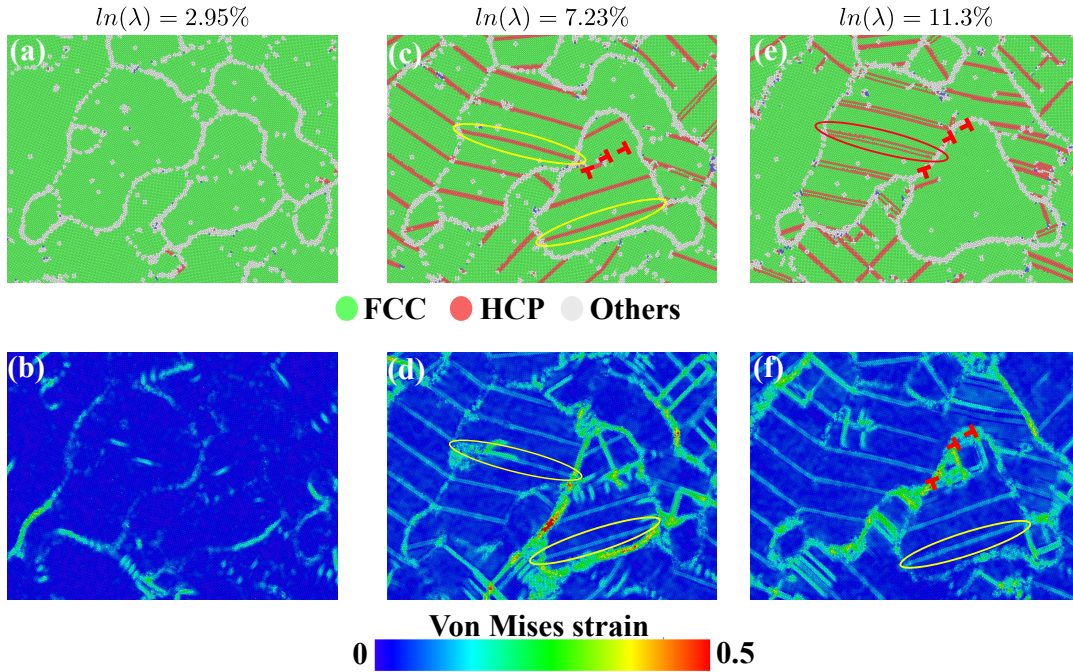 ln(λ) = 2.95%
ln(λ) = 7.23%
ln(λ) = 11.3%
(a)
(c)
(e)
FCC HCP Others
(b)
(d)
(f)
Von Mises strain
0
0.5